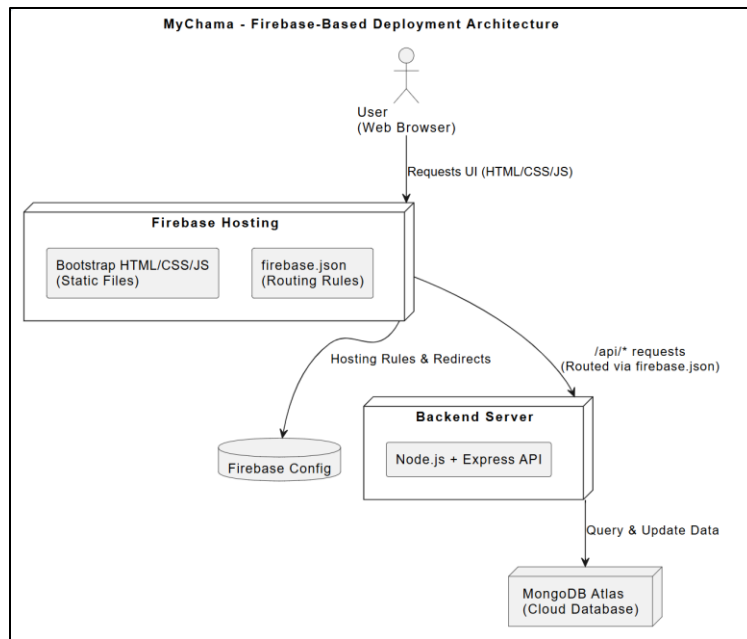 MyChama - Firebase-Based Deployment Architecture
User
(Web Browser)
Requests UI (HTML/CSS/JS)
Firebase Hosting
Bootstrap HTML/CSS/JS
(Static Files)
firebase.json
(Routing Rules)
Hosting Rules & Redirects
/api/* requests
(Routed via firebase.json)
Firebase Config
Backend Server
Node.js + Express API
Query & Update Data
MongoDB Atlas
(Cloud Database)